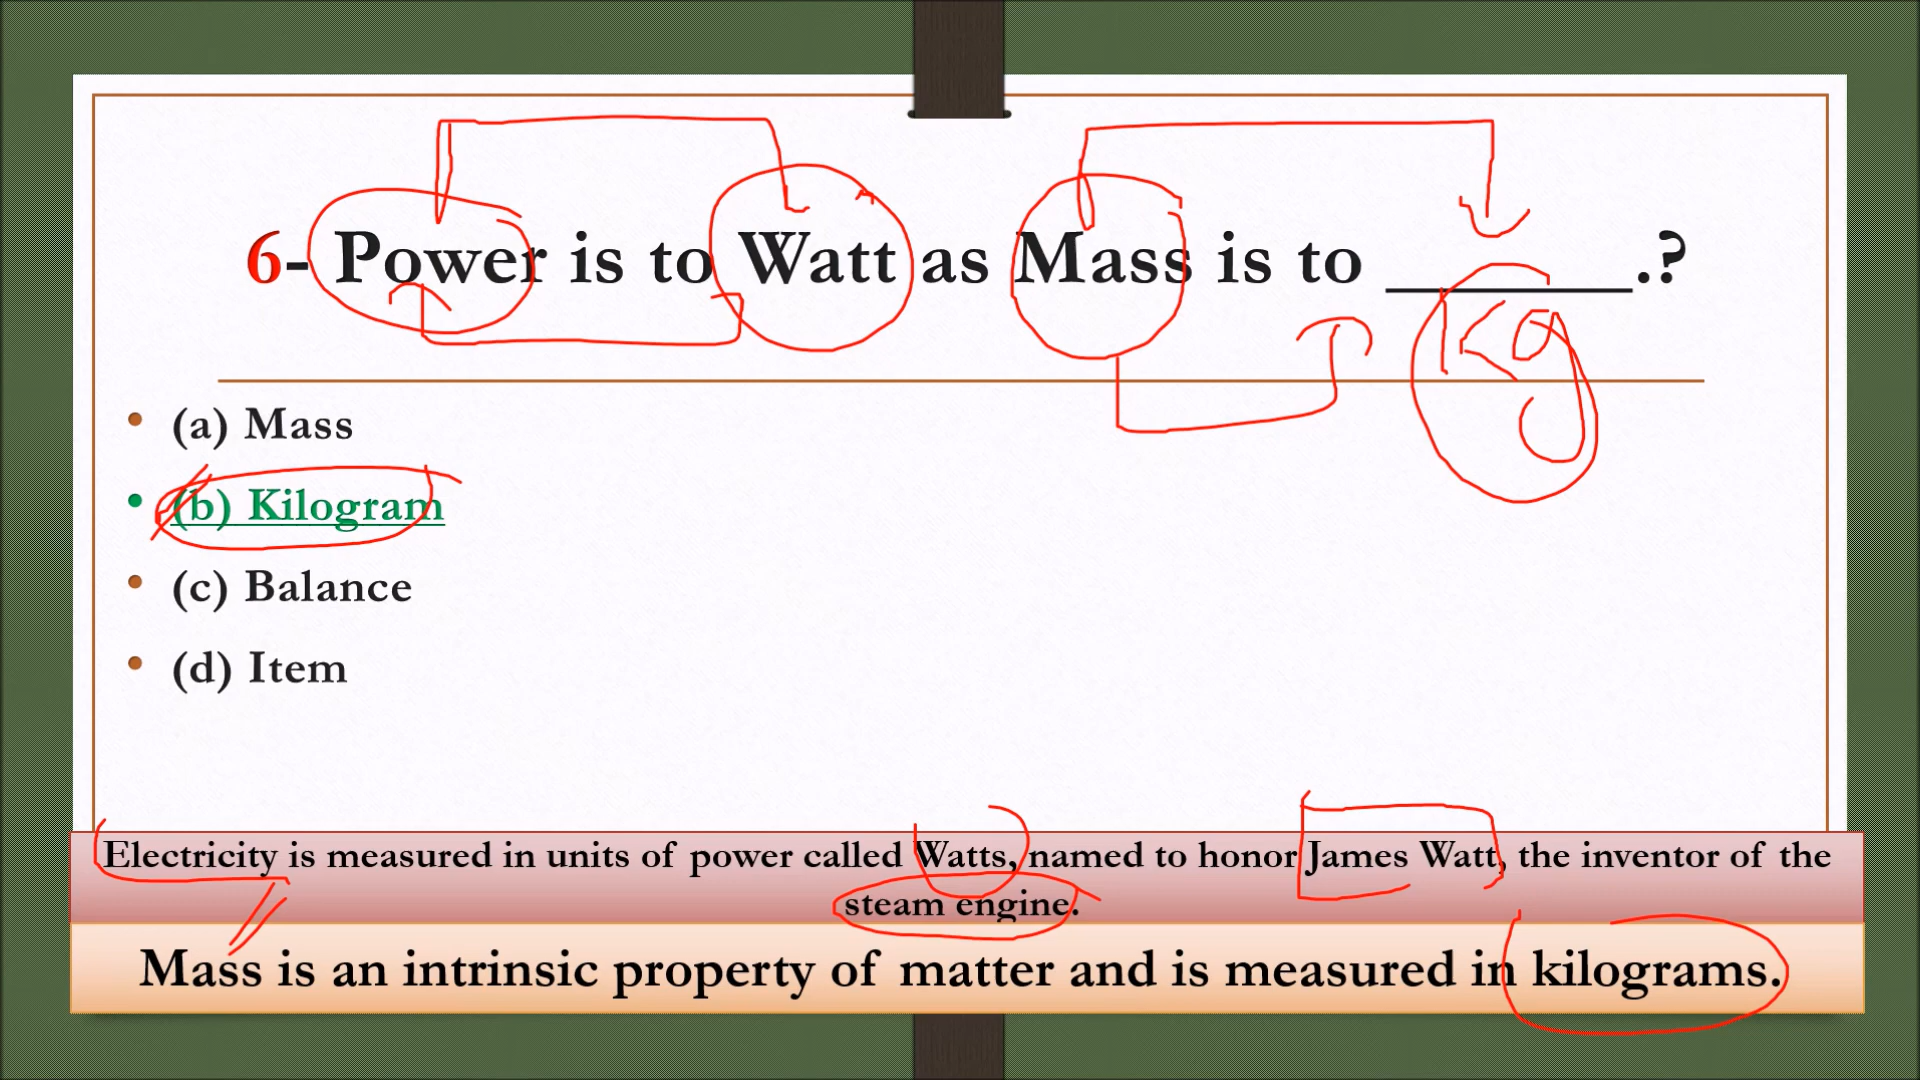 6- Power is to Watt as Mass is to ________.?
Kg
• (a) Mass
• (b) Kilogram
• (c) Balance
• (d) Item
Electricity is measured in units of power called Watts, named to honor James Watt, the inventor of the
steam engine.
Mass is an intrinsic property of matter and is measured in kilograms.